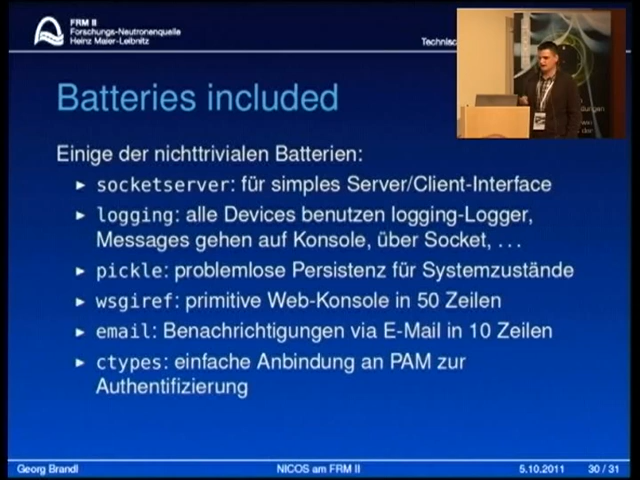 FRM II
Forschungs-Neutronenquelle
Heinz Maier-Leibnitz
Technisc
Batteries included
Einige der nichttrivialen Batterien:
► socketserver: für simples Server/Client-Interface
► logging: alle Devices benutzen logging-Logger,
Messages gehen auf Konsole, über Socket, ...
► pickle: problemlose Persistenz für Systemzustände
► wsgiref: primitive Web-Konsole in 50 Zeilen
► email: Benachrichtigungen via E-Mail in 10 Zeilen
► ctypes: einfache Anbindung an PAM zur
Authentifizierung
Georg Brandl
NICOS am FRM II
5.10.2011
30 / 31